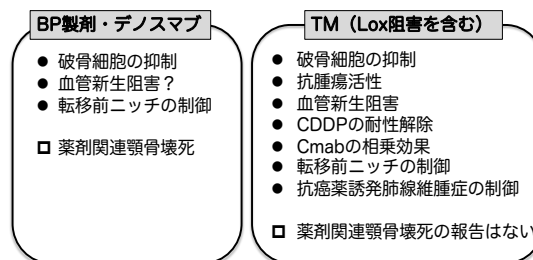 BP製剤・デノスマブ
● 破骨細胞の抑制
● 血管新生阻害？
● 転移前ニッチの制御
□ 薬剤関連顎骨壊死
TM（Lox阻害を含む）
● 破骨細胞の抑制
● 抗腫瘍活性
● 血管新生阻害
● CDDPの耐性解除
● Cmabの相乗効果
● 転移前ニッチの制御
● 抗癌薬誘発肺線維腫症の制御
□ 薬剤関連顎骨壊死の報告はない